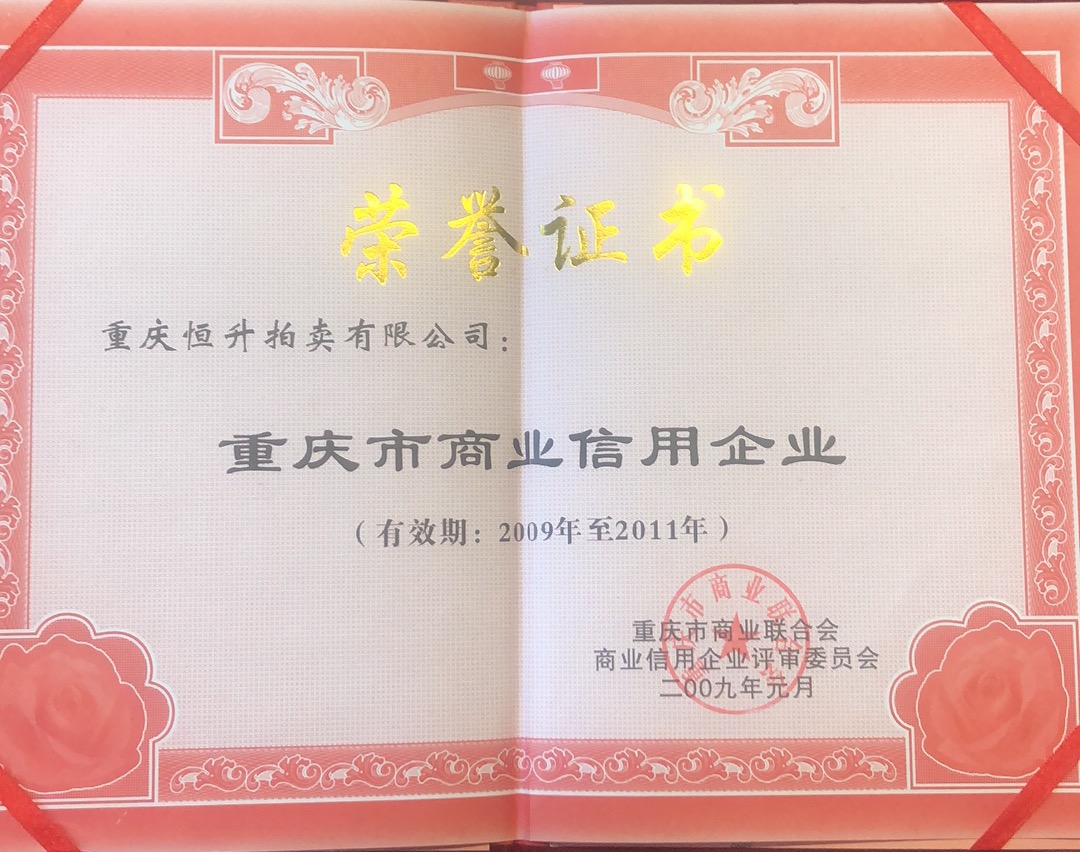 荣誉证书
重庆恒升拍卖有限公司：
重庆市商业信用企业
（有效期：2009年至2011年）
重庆市商业联合会
商业信用企业评审委员会
二00九年元月